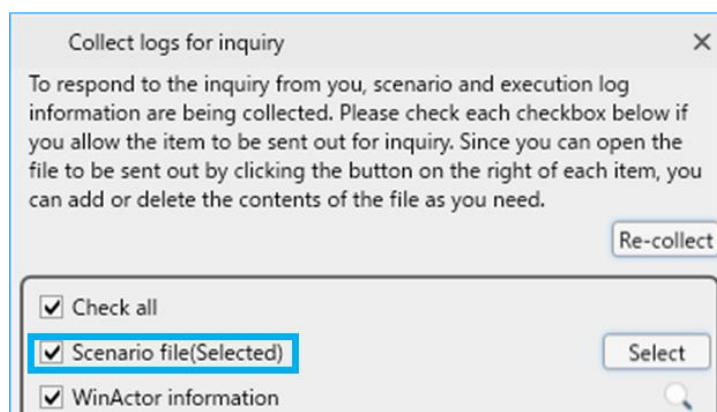 Collect logs for inquiry
To respond to the inquiry from you, scenario and execution log
information are being collected. Please check each checkbox below if
you allow the item to be sent out for inquiry. Since you can open the
file to be sent out by clicking the button on the right of each item, you
can add or delete the contents of the file as you need.
Re-collect
Check all
Scenario file(Selected) Select
WinActor information